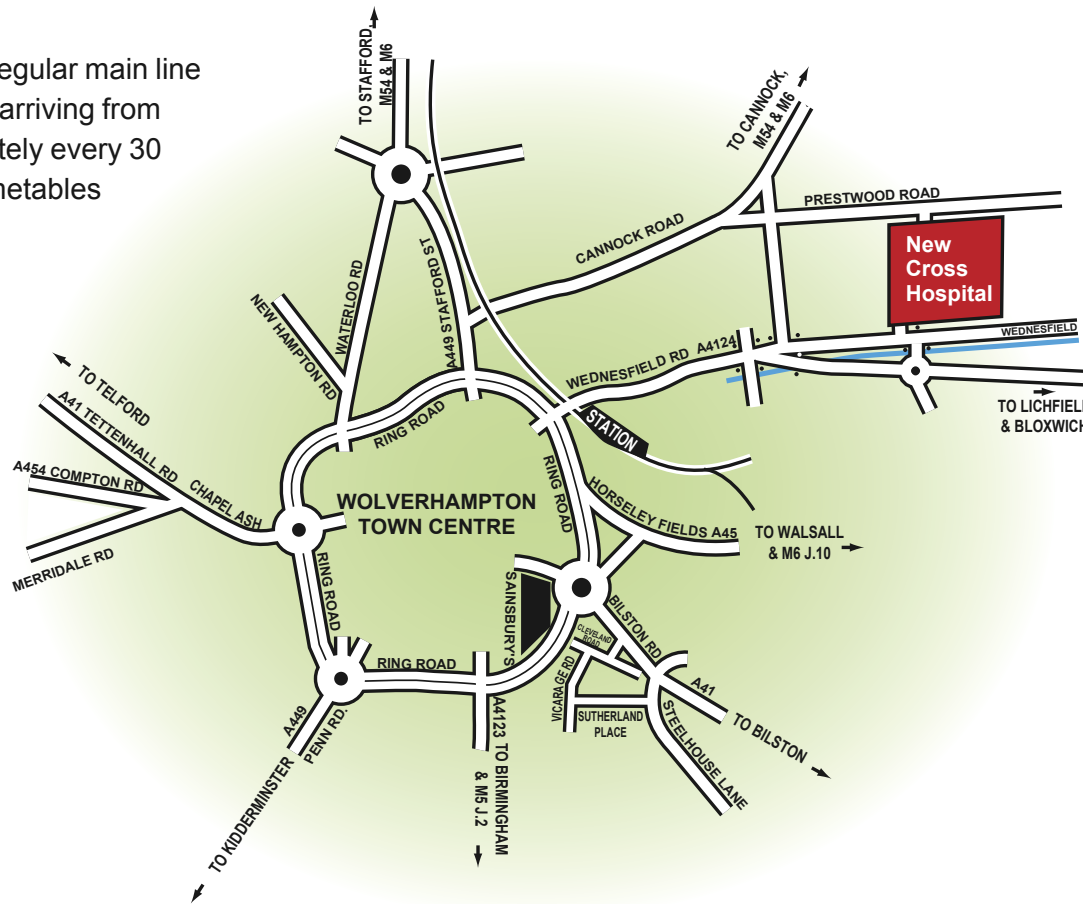 egular main line
arriving from
tely every 30
netables
TO STAFFORD,
M54 & M6
TO CANNOCK,
M54 & M6
PRESTWOOD ROAD
CANNOCK ROAD
New
Cross
Hospital
WATERLOO RD
A449 STAFFORD ST
NEW HAMPTON RD
WEDNESFIELD RD A4124
WEDNESFIELD
TO LICHFIEL
& BLOXWICH
TO TELFORD
A41 TETTENHALL RD
A454 COMPTON RD
CHAPEL ASH
MERRIDALE RD
RING ROAD
STATION
RING ROAD
WOLVERHAMPTON
TOWN CENTRE
HORSELEY FIELDS A45
TO WALSALL
& M6 J.10
RING ROAD
SAINSBURY'S
BILSTON RD
CLEVELAND
ROAD
RING ROAD
VICARAGE RD
A41
SUTHERLAND
PLACE
TO BILSTON
STEELHOUSE LANE
A449
PENN RD.
TO KIDDERMINSTER
A4123 TO BIRMINGHAM
& M5 J.2